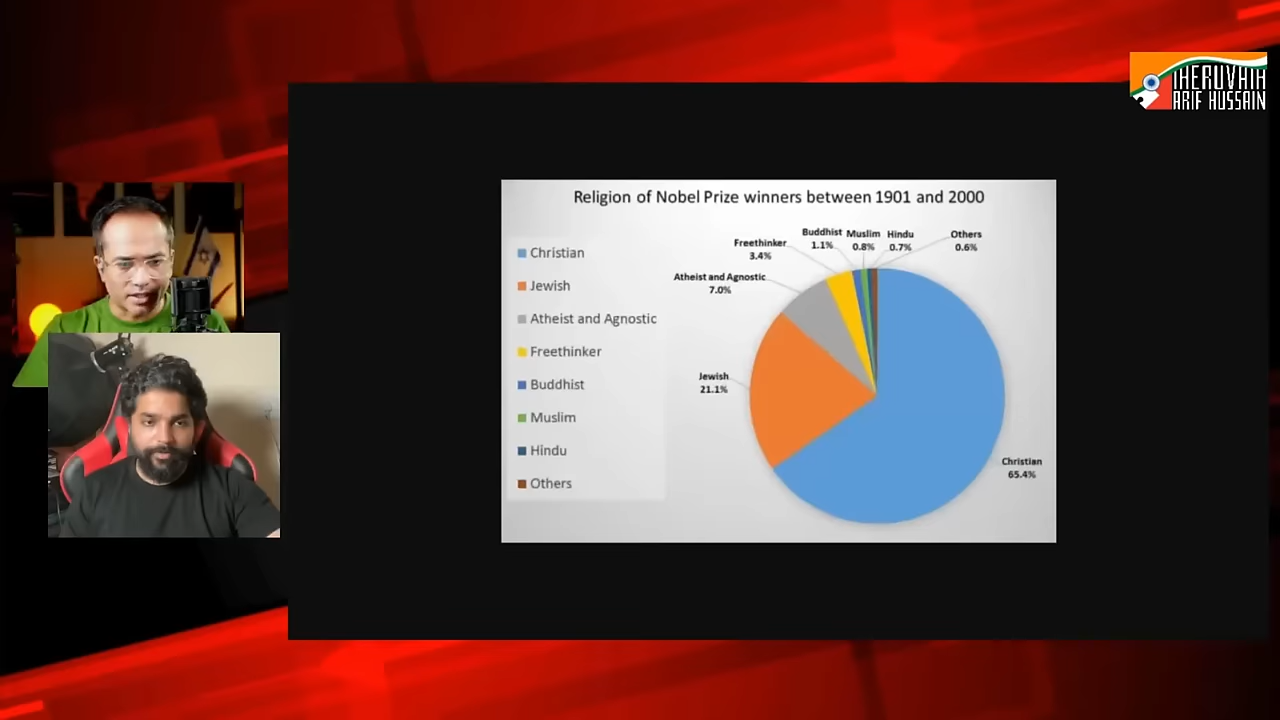 THERUVATH
ARIF HUSSAIN
Religion of Nobel Prize winners between 1901 and 2000
Christian
Jewish
Atheist and Agnostic
Freethinker
Buddhist
Muslim
Hindu
Others
Buddhist
1.1%
Muslim
0.8%
Hindu
0.7%
Others
0.6%
Freethinker
3.4%
Atheist and Agnostic
7.0%
Jewish
21.1%
Christian
65.4%